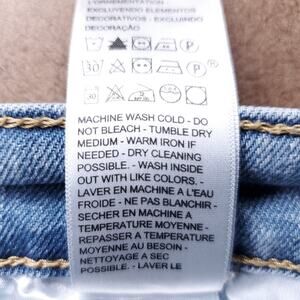 L'ORNEMENTATION
EXCLUYENDO ELEMENTOS
DECORATIVOS - EXCLUINDO
DECORAÇÃO
P
30 P ®
30
MACHINE WASH COLD - DO
NOT BLEACH - TUMBLE DRY
MEDIUM - WARM IRON IF
NEEDED - DRY CLEANING
POSSIBLE. - WASH INSIDE
OUT WITH LIKE COLORS. -
LAVER EN MACHINE A L'EAU
FROIDE - NE PAS BLANCHIR -
SECHER EN MACHINE A
TEMPERATURE MOYENNE -
REPASSER A TEMPERATURE
MOYENNE AU BESOIN -
NETTOYAGE A SEC
POSSIBLE. - LAVER LE